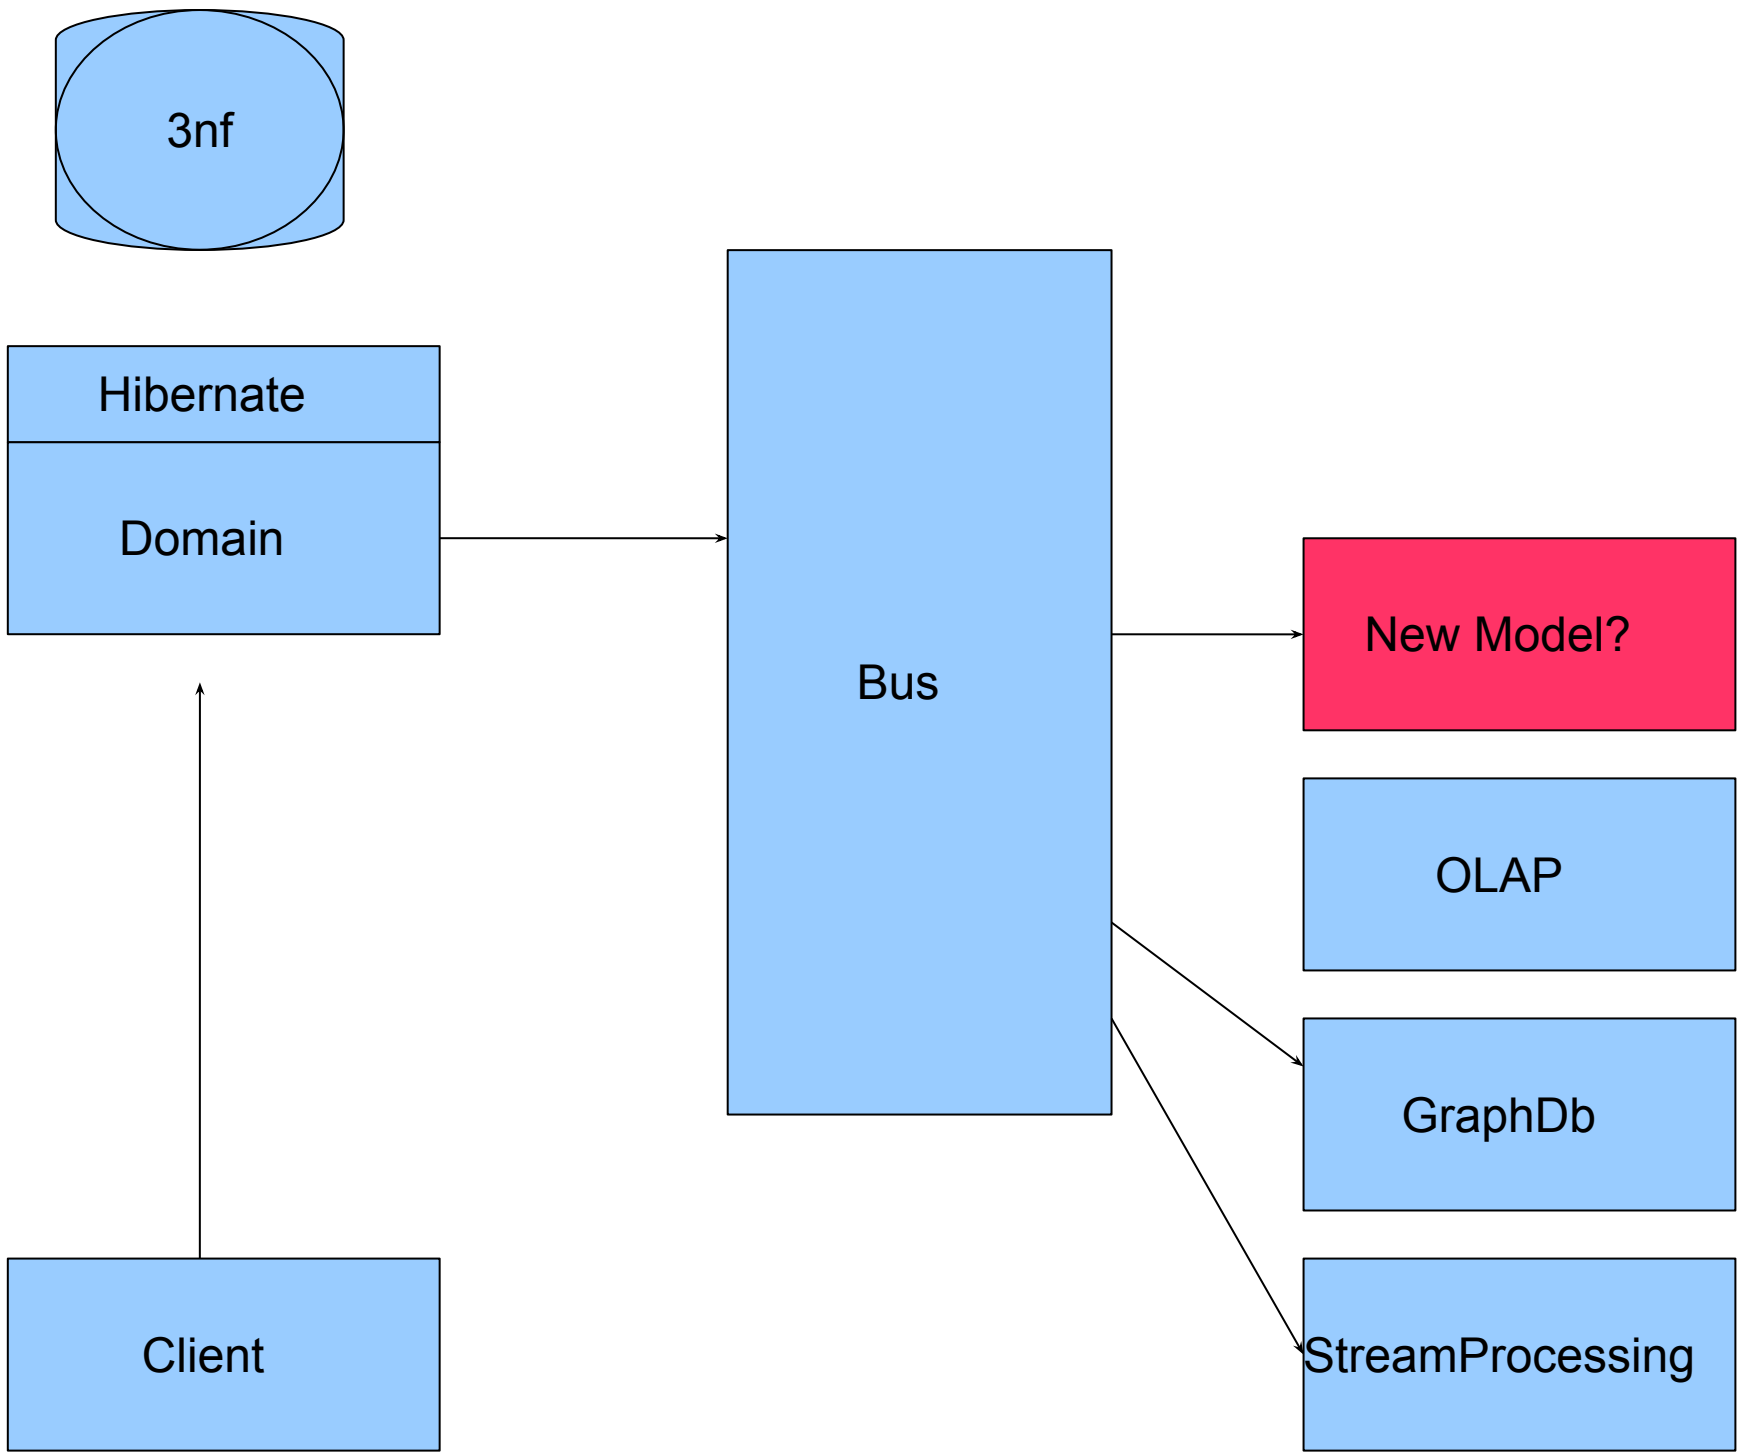 3nf
Hibernate
Domain
Bus
New Model?
OLAP
GraphDb
StreamProcessing
Client